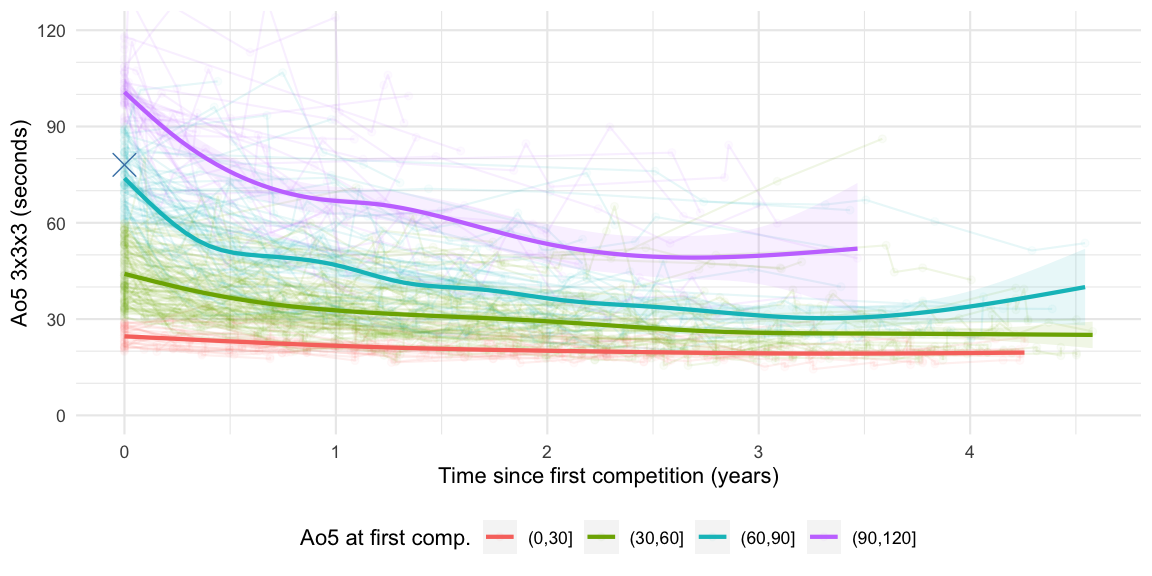 120
90
60
30
0
Ao5 3x3x3 (seconds)
0 1 2 3 4
Time since first competition (years)
Ao5 at first comp. (0,30] (30,60] (60,90] (90,120]